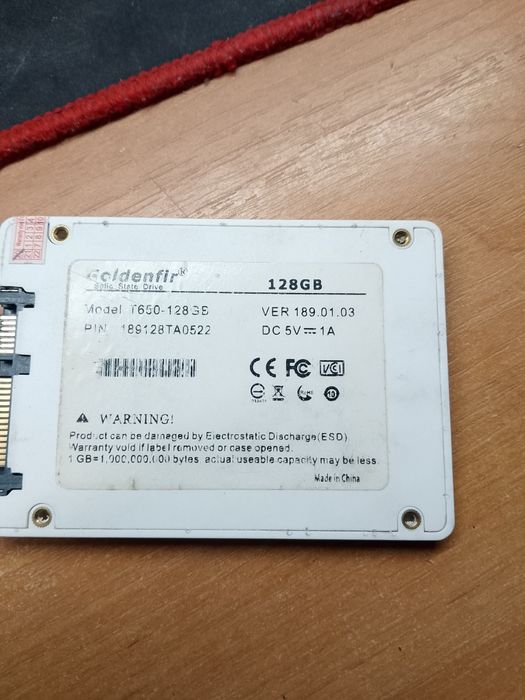 Goldenfir®
Solid State Drive
128GB
Model T650-128GB
VER 189.01.03
P/N 189128TA0522
DC 5V⎓1A
CE FC VCI
RoHS
10
WARNING!
Product can be damaged by Electrostatic Discharge(ESD)
Warranty void if label removed or case opened.
1 GB=1,000,000,000 bytes actual useable capacity may be less.
Made in China